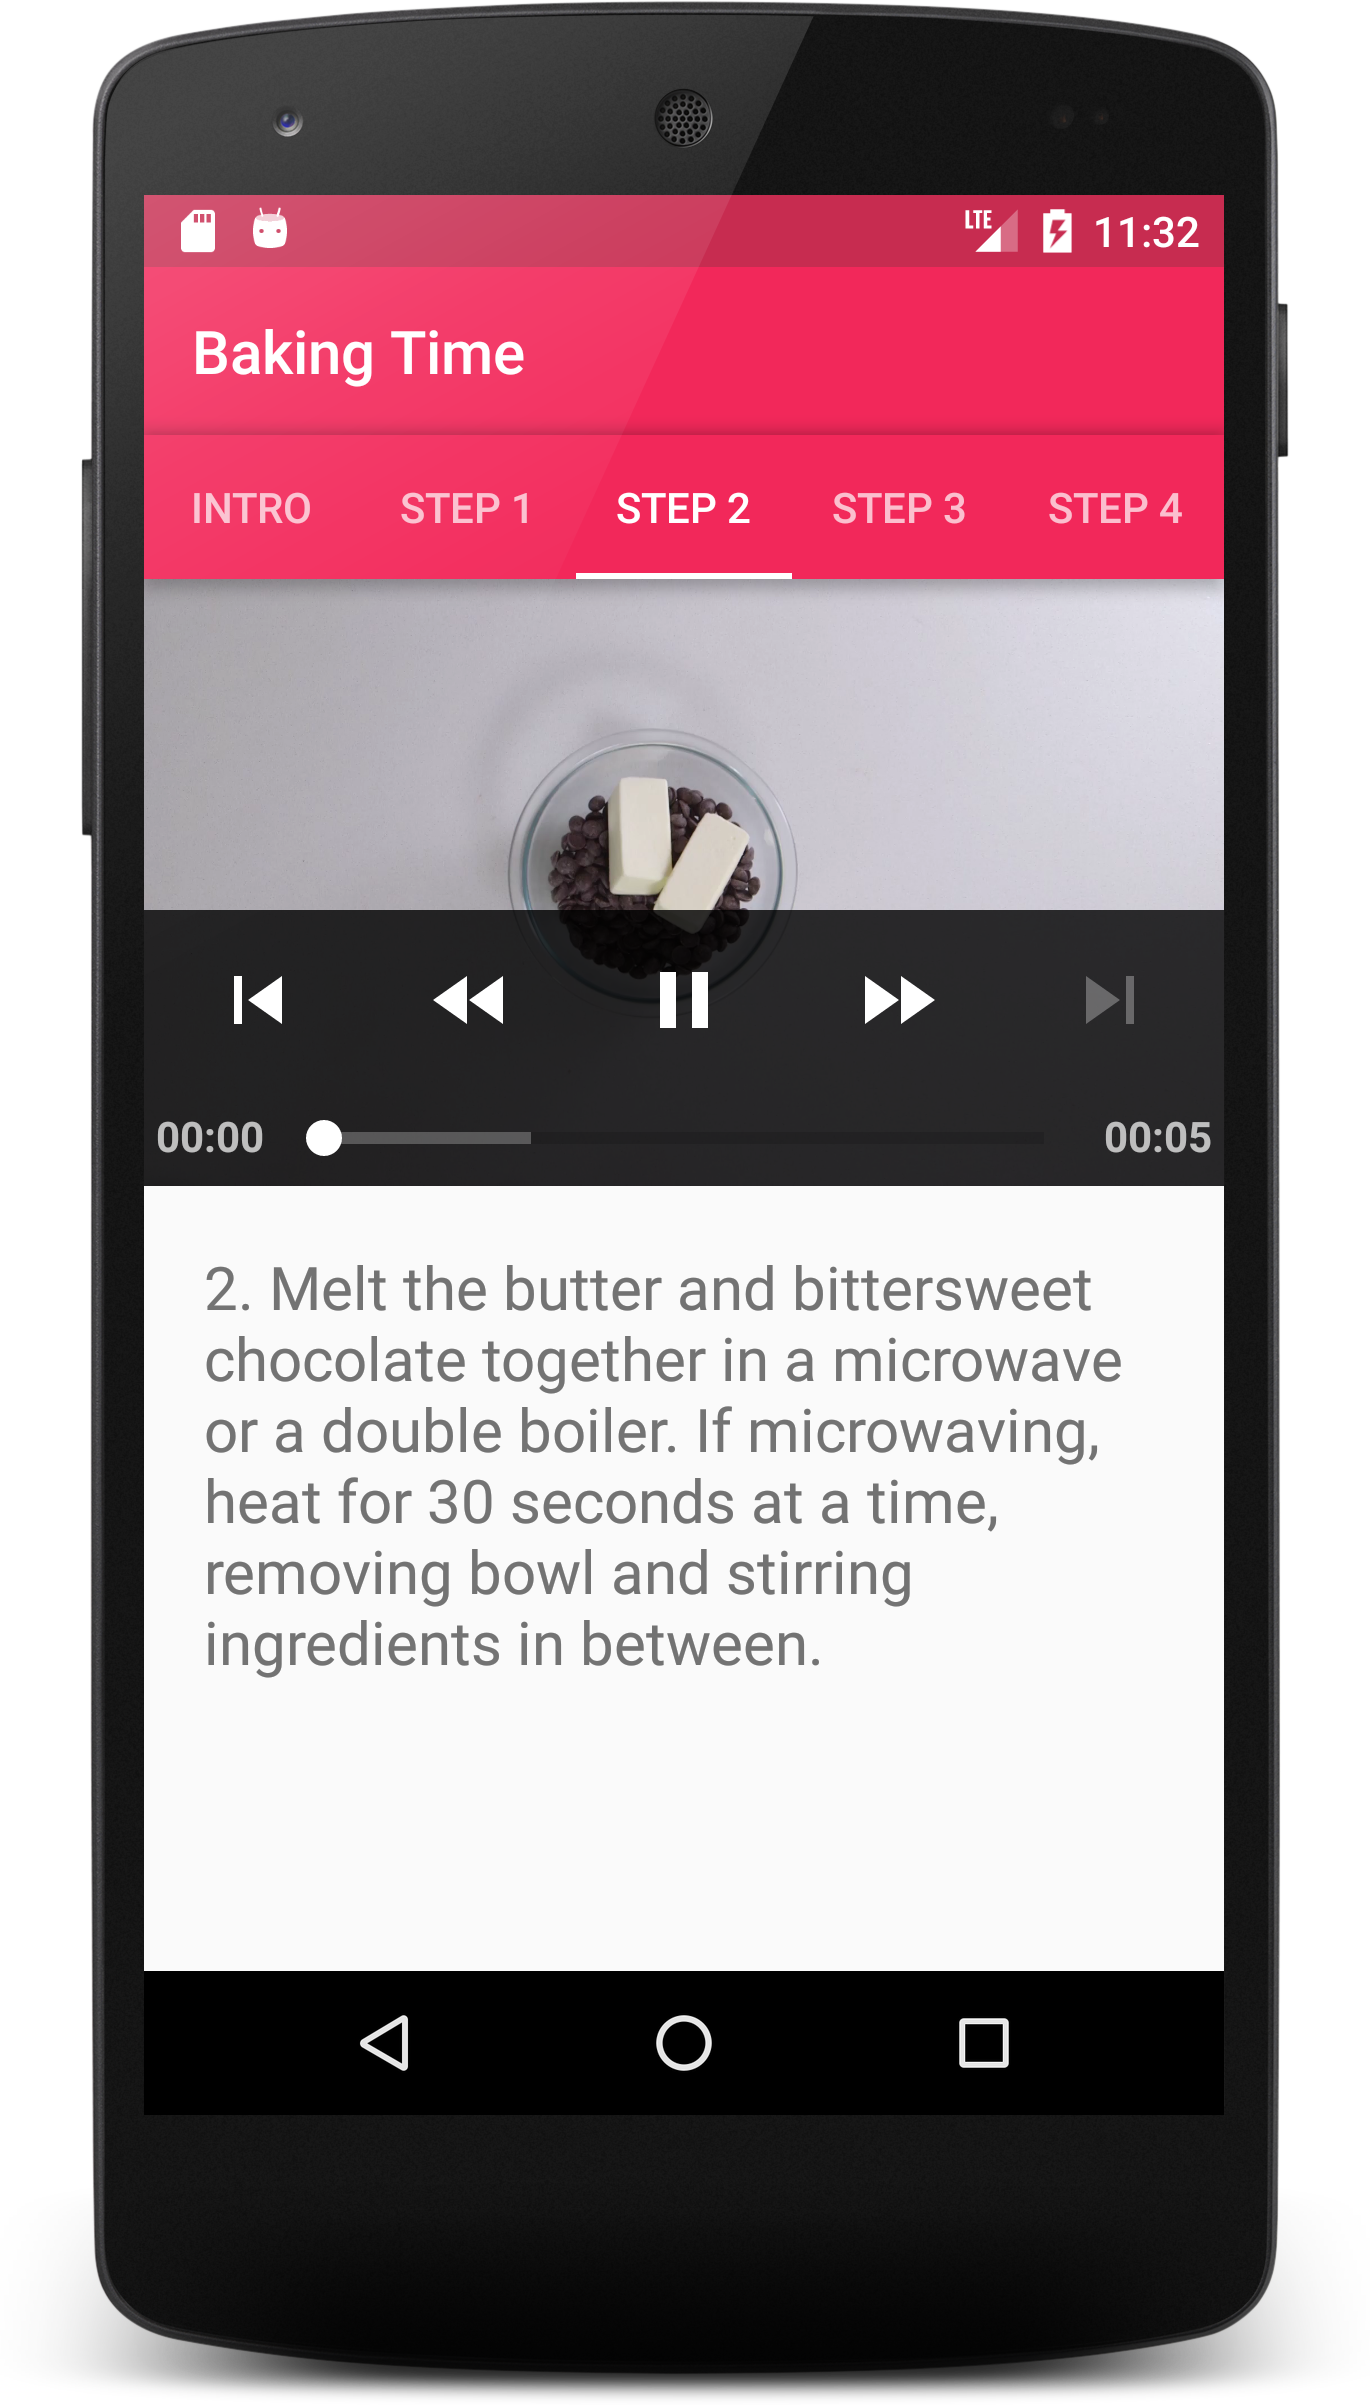 LTE 11:32
Baking Time
INTRO STEP 1 STEP 2 STEP 3 STEP 4
00:00 00:05
2. Melt the butter and bittersweet
chocolate together in a microwave
or a double boiler. If microwaving,
heat for 30 seconds at a time,
removing bowl and stirring
ingredients in between.